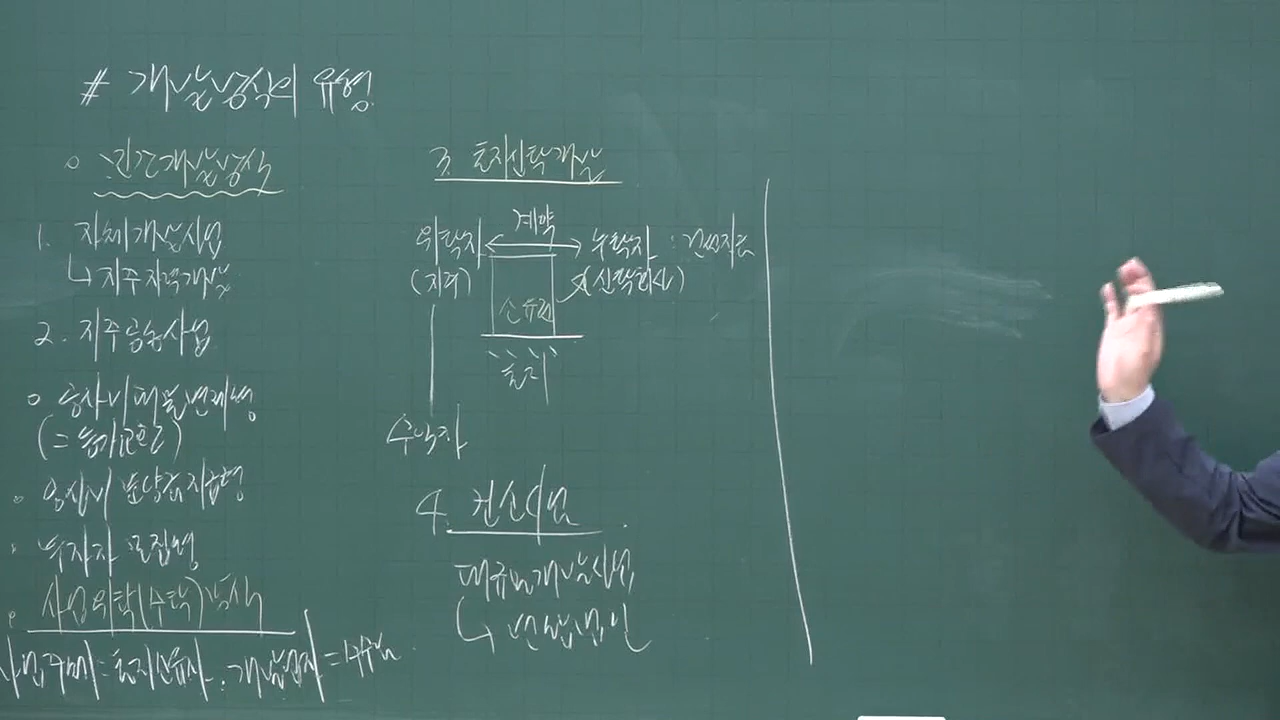 # 개발방식의 유형
○ 민간개발방식
1. 자체개발사업
↳ 지주자력개발
2. 지주공동사업
○ 공사비 대물변제형
(= 등가교환)
○ 공사비 분양금지급형
○ 투자자 모집형
○ 사업위탁(수탁)방식
사업주체 = 토지소유자, 개발업자 = 수수료
3. 토지신탁개발
계약
위탁자 ↔ 수탁자 : 건설자금
(지주) (신탁회사)
소유권
토지
수익자
4. 컨소시엄
대규모개발사업
↳ 연합법인